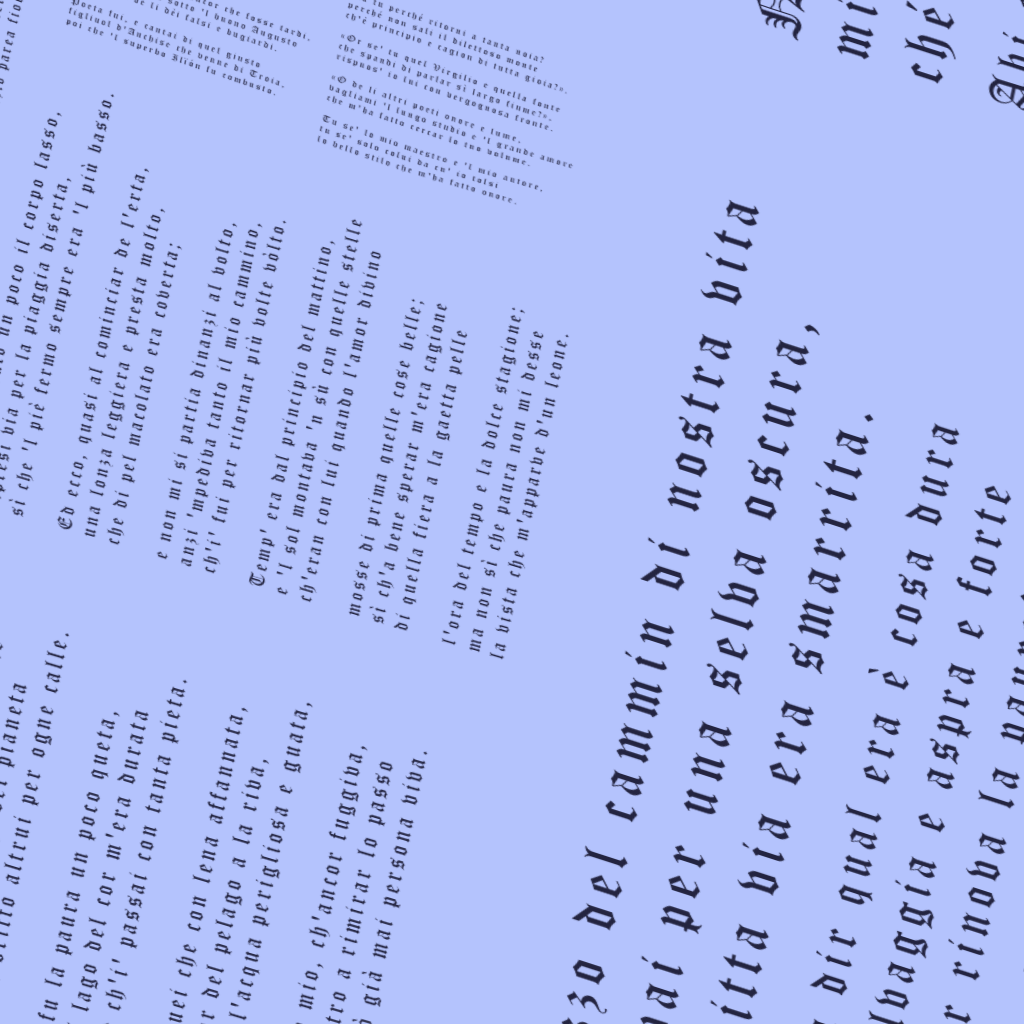 mi
ché
Ahi
del cammin di nostra vita
per una selva oscura,
via era smarrita.
dir qual era è cosa dura
e aspra e forte
rinova la
pianeta
altrui per ogne calle.
fu la paura un poco queta,
lago del cor m'era durata
ch'i' passai con tanta pieta.
che con lena affannata,
del pelago a la riva,
l'acqua perigliosa e guata,
mio, ch'ancor fuggiva,
a rimirar lo passo
già mai persona viva.
un poco il corpo lasso,
via per la piaggia diserta,
sì che 'l piè fermo sempre era 'l più basso.
Ed ecco, quasi al cominciar de l'erta,
una lonza leggiera e presta molto,
che di pel macolato era coverta;
e non mi si partia dinanzi al volto,
anzi 'mpediva tanto il mio cammino,
ch'i' fui per ritornar più volte vòlto.
Temp' era dal principio del mattino,
e 'l sol montava 'n sù con quelle stelle
ch'eran con lui quando l'amor divino
mosse di prima quelle cose belle;
sì ch'a bene sperar m'era cagione
di quella fiera a la gaetta pelle
l'ora del tempo e la dolce stagione;
ma non sì che paura non mi desse
la vista che m'apparve d'un leone.
che fosse tardi,
sotto 'l buono Augusto
de li dèi falsi e bugiardi.
Poeta fui, e cantai di quel giusto
figliuol d'Anchise che venne di Troia,
poi che 'l superbo Ilïón fu combusto.
tu perché ritorni a tanta noia?
perché non sali il dilettoso monte
ch'è principio e cagion di tutta gioia?».
«Or se' tu quel Virgilio e quella fonte
che spandi di parlar sì largo fiume?»,
rispuos' io lui con vergognosa fronte.
«O de li altri poeti onore e lume,
vagliami 'l lungo studio e 'l grande amore
che m'ha fatto cercar lo tuo volume.
Tu se' lo mio maestro e 'l mio autore,
tu se' solo colui da cu' io tolsi
lo bello stilo che m'ha fatto onore.